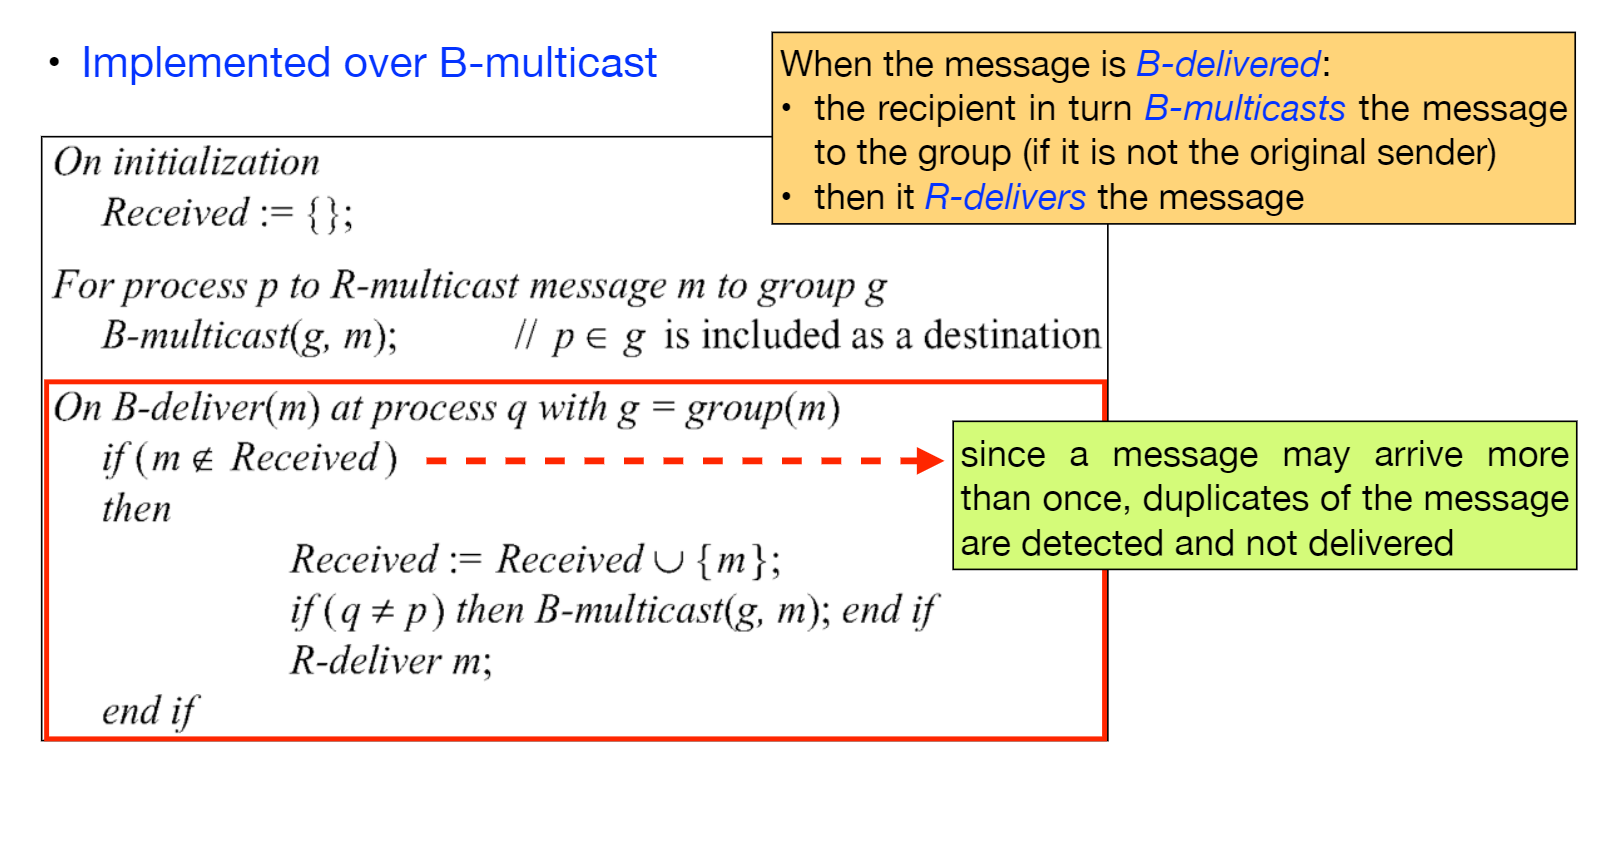 • Implemented over B-multicast
When the message is B-delivered:
• the recipient in turn B-multicasts the message
to the group (if it is not the original sender)
• then it R-delivers the message
On initialization
Received := {};
For process p to R-multicast message m to group g
B-multicast(g, m); // p ∈ g is included as a destination
On B-deliver(m) at process q with g = group(m)
if (m ∉ Received)
then
Received := Received ∪ {m};
if (q ≠ p) then B-multicast(g, m); end if
R-deliver m;
end if
since a message may arrive more
than once, duplicates of the message
are detected and not delivered